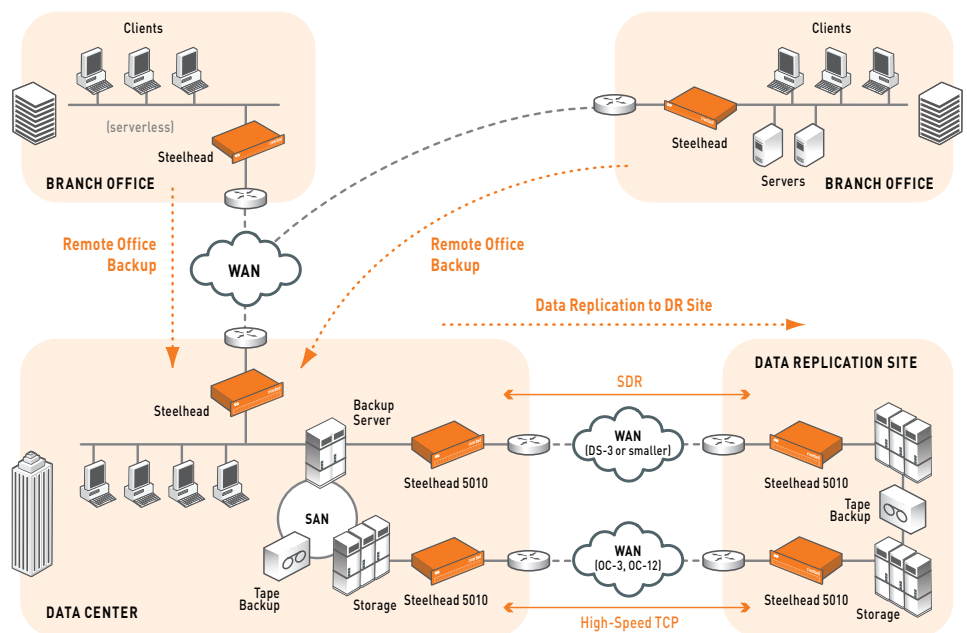 Clients
(serverless)
Steelhead
BRANCH OFFICE
Clients
Steelhead
Servers
BRANCH OFFICE
Remote Office
Backup
WAN
Remote Office
Backup
Data Replication to DR Site
DATA REPLICATION SITE
Steelhead
SDR
Backup
Server
WAN
(DS-3 or smaller)
Steelhead 5010
Steelhead 5010
SAN
Tape
Backup
WAN
(OC-3, OC-12)
Tape
Backup
Storage
Steelhead 5010
Steelhead 5010
Storage
DATA CENTER
High-Speed TCP